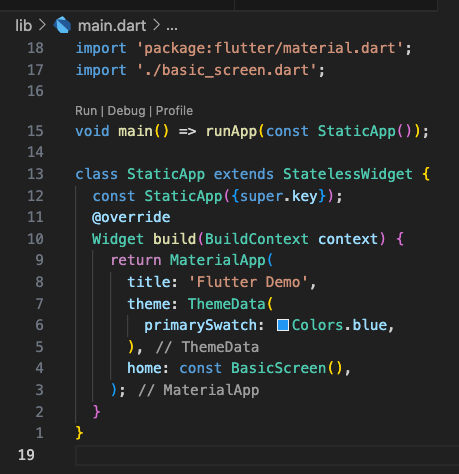 lib > main.dart > ...
18 import 'package:flutter/material.dart';
17 import './basic_screen.dart';
16
Run | Debug | Profile
15 void main() => runApp(const StaticApp());
14
13 class StaticApp extends StatelessWidget {
12   const StaticApp({super.key});
11   @override
10   Widget build(BuildContext context) {
9     return MaterialApp(
8       title: 'Flutter Demo',
7       theme: ThemeData(
6         primarySwatch: Colors.blue,
5       ), // ThemeData
4       home: const BasicScreen(),
3     ); // MaterialApp
2   }
1 }
19